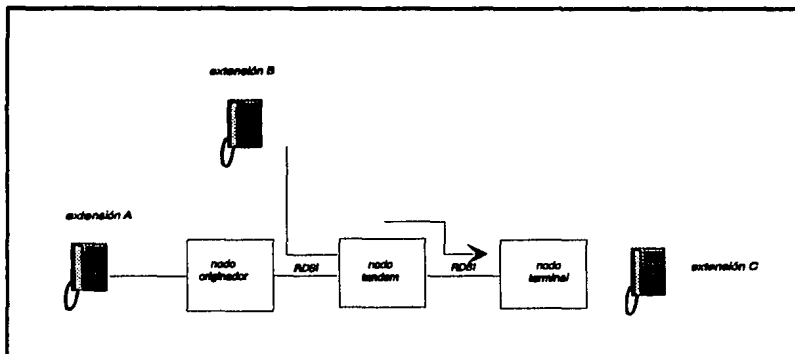 extensión B
extensión A
nodo
originador
RDSI
nodo
tandem
RDSI
nodo
terminal
extensión C